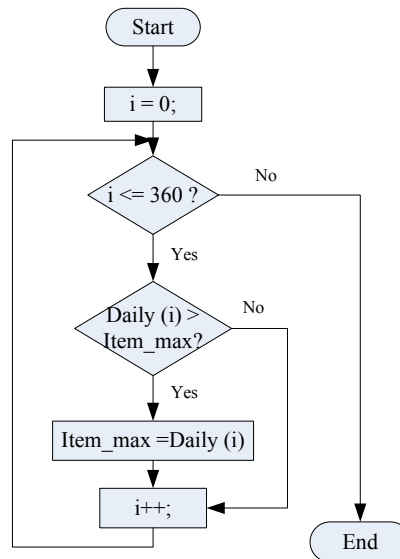 Start
i = 0;
i <= 360 ?
No
Yes
Daily (i) >
Item_max?
No
Yes
Item_max =Daily (i)
i++;
End